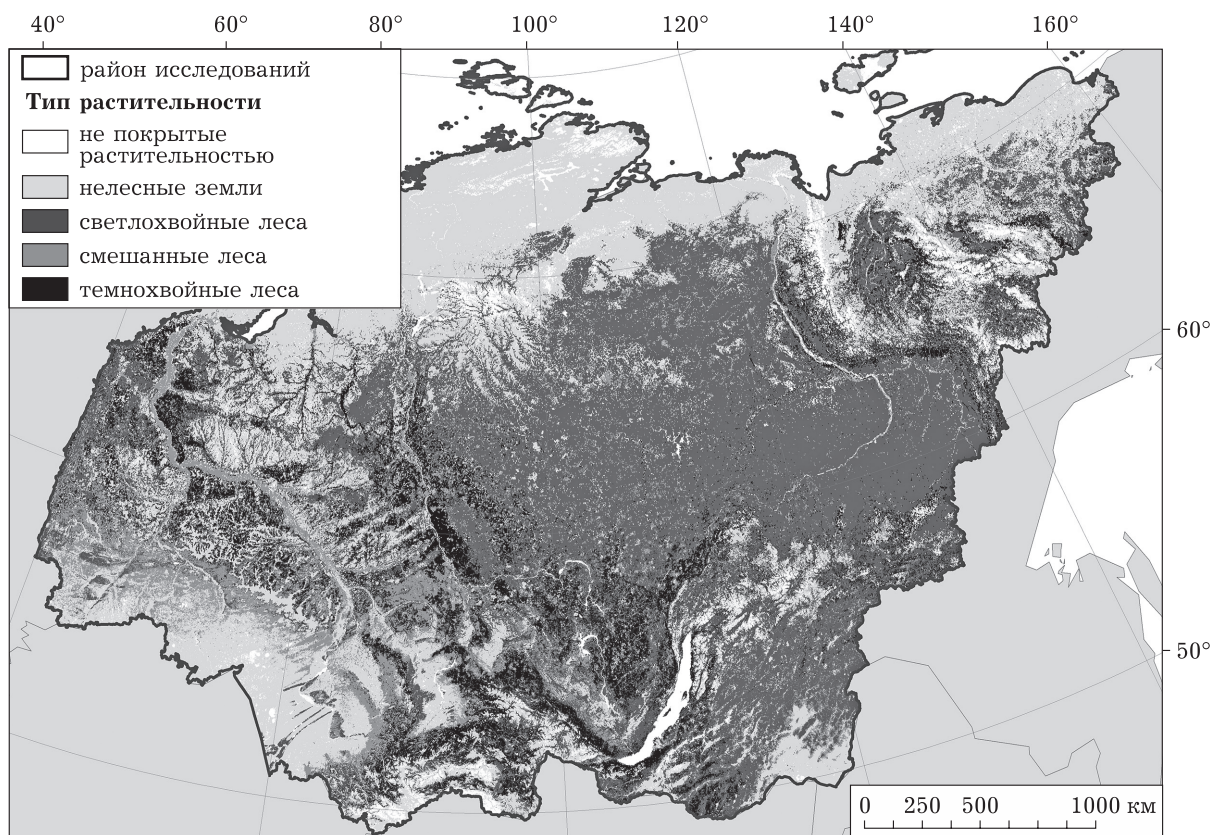 40° 60° 80° 100° 120° 140° 160°
район исследований
Тип растительности
не покрытые
растительностью
нелесные земли
светлохвойные леса
смешанные леса
темнохвойные леса
60°
50°
0 250 500 1000 км